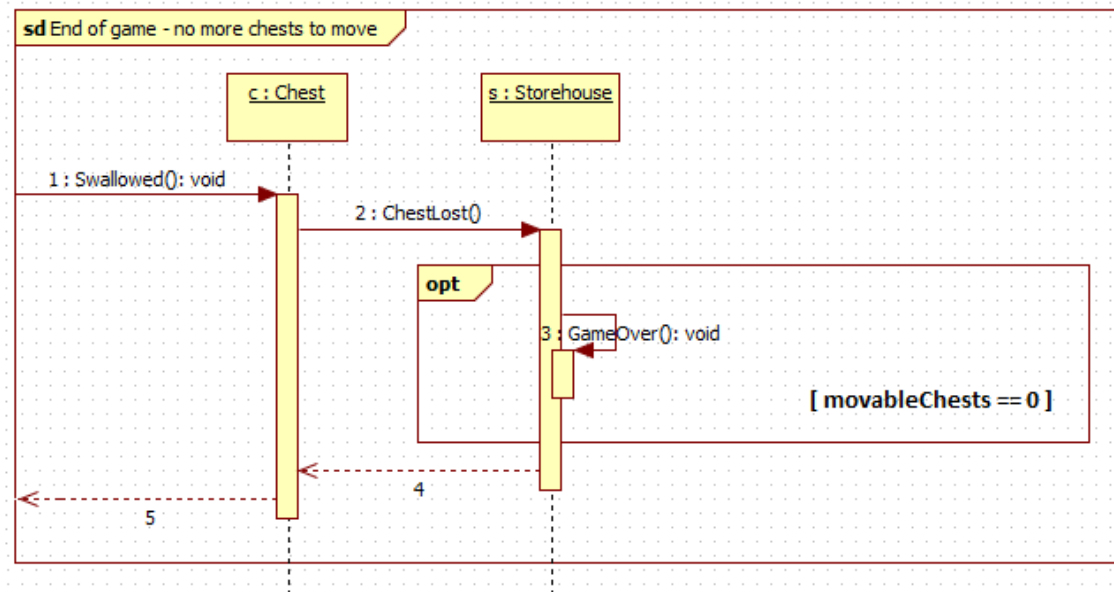 sd End of game - no more chests to move
c : Chest
s : Storehouse
1 : Swallowed(): void
2 : ChestLost()
opt
3 : GameOver(): void
[ movableChests == 0 ]
4
5